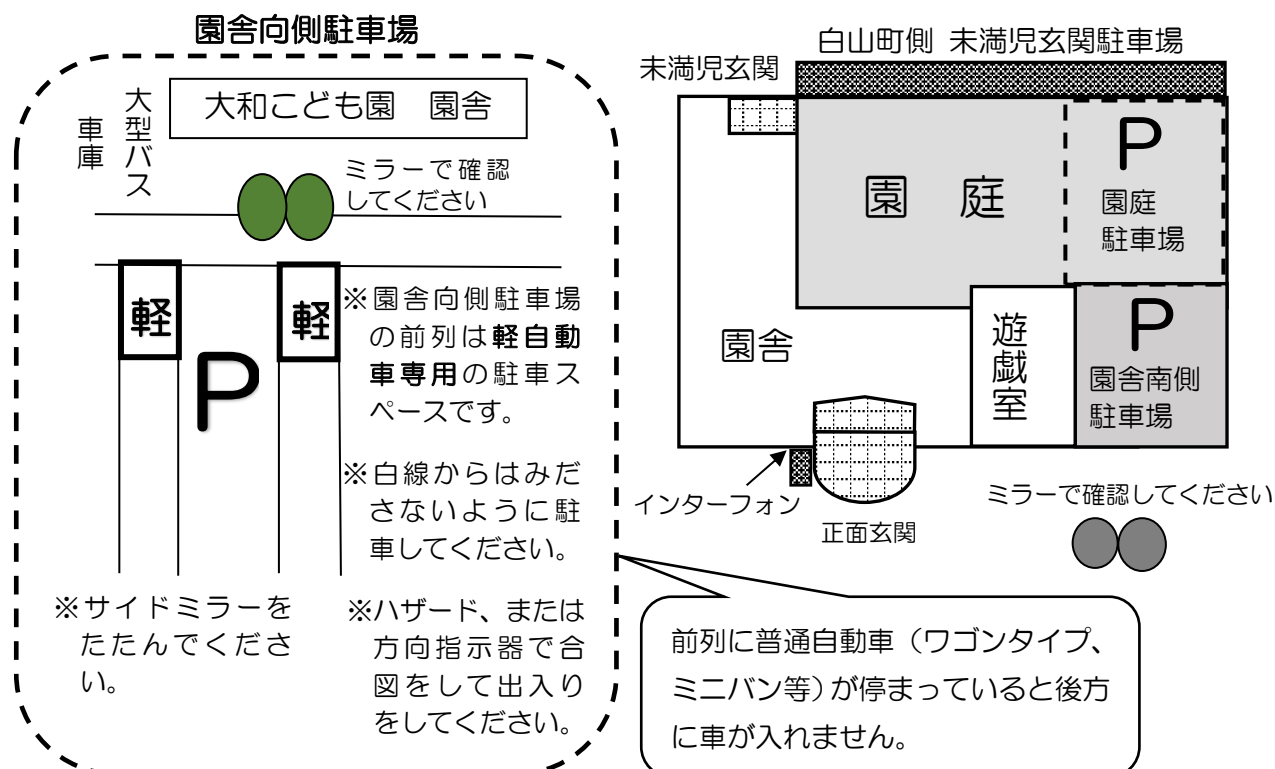 園舎向側駐車場
大型バス
車庫
大和こども園 園舎
ミラーで確認
してください
軽
軽
P
※園舎向側駐車場
の前列は軽自動
車専用の駐車ス
ペースです。
※白線からはみだ
さないように駐
車してください。
※サイドミラーを
たたんでくださ
い。
※ハザード、または
方向指示器で合
図をして出入り
をしてください。
白山町側 未満児玄関駐車場
未満児玄関
園 庭
P
園庭
駐車場
園舎
遊戯室
P
園舎南側
駐車場
インターフォン
正面玄関
ミラーで確認してください
前列に普通自動車（ワゴンタイプ、
ミニバン等）が停まっていると後方
に車が入れません。